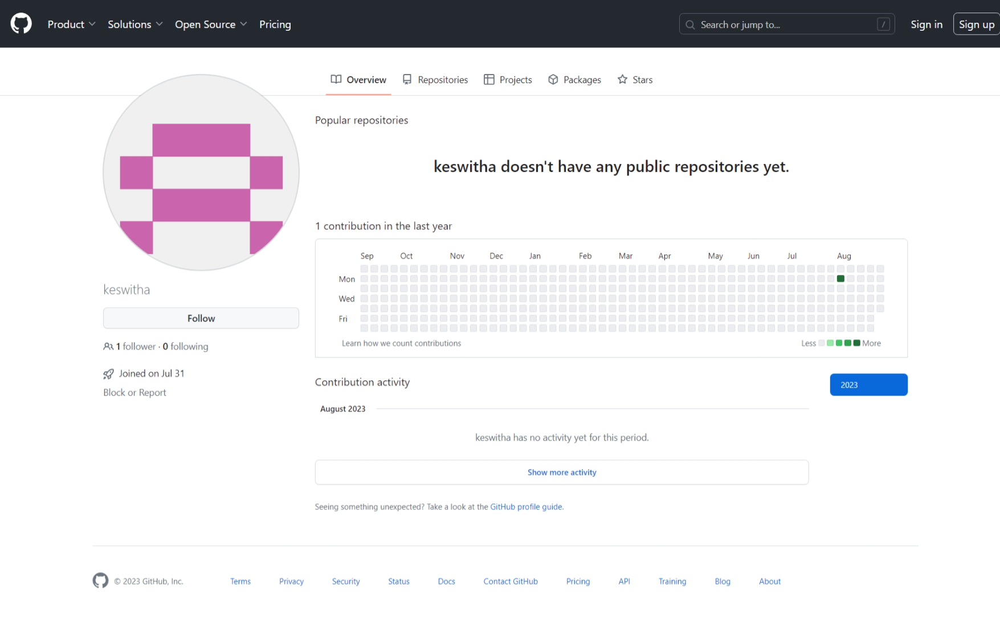 Product Solutions Open Source Pricing Search or jump to... / Sign in Sign up
Overview Repositories Projects Packages Stars
Popular repositories
keswitha doesn't have any public repositories yet.
1 contribution in the last year
Sep Oct Nov Dec Jan Feb Mar Apr May Jun Jul Aug
Mon
Wed
Fri
Learn how we count contributions
Less More
keswitha
Follow
1 follower · 0 following
Joined on Jul 31
Block or Report
Contribution activity
2023
August 2023
keswitha has no activity yet for this period.
Show more activity
Seeing something unexpected? Take a look at the GitHub profile guide.
© 2023 GitHub, Inc. Terms Privacy Security Status Docs Contact GitHub Pricing API Training Blog About